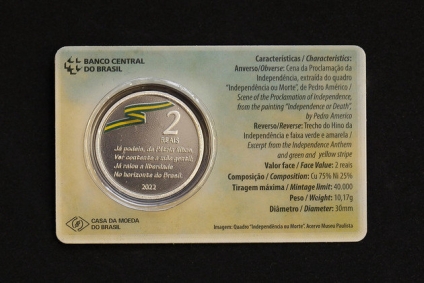 BANCO CENTRAL
DO BRASIL
2
REAIS
Já podeis, da Pátria filhos,
Ver contente a mãe gentil;
Já raiou a liberdade
No horizonte do Brasil.
2022
CASA DA MOEDA
DO BRASIL
Características / Characteristics:
Anverso/Obverse: Cena da Proclamação da
Independência, extraída do quadro
"Independência ou Morte", de Pedro Américo /
Scene of the Proclamation of Independence,
from the painting "Independence or Death",
by Pedro Americo
Reverso/Reverse: Trecho do Hino da
Independência e faixa verde e amarela /
Excerpt from the Independence Anthem
and green and yellow stripe
Valor face / Face Value: 2 reais
Composição / Composition: Cu 75% Ni 25%
Tiragem máxima / Mintage limit: 40.000
Peso / Weight: 10,17g
Diâmetro / Diameter: 30mm
Imagem: Quadro "Independência ou Morte". Acervo Museu Paulista